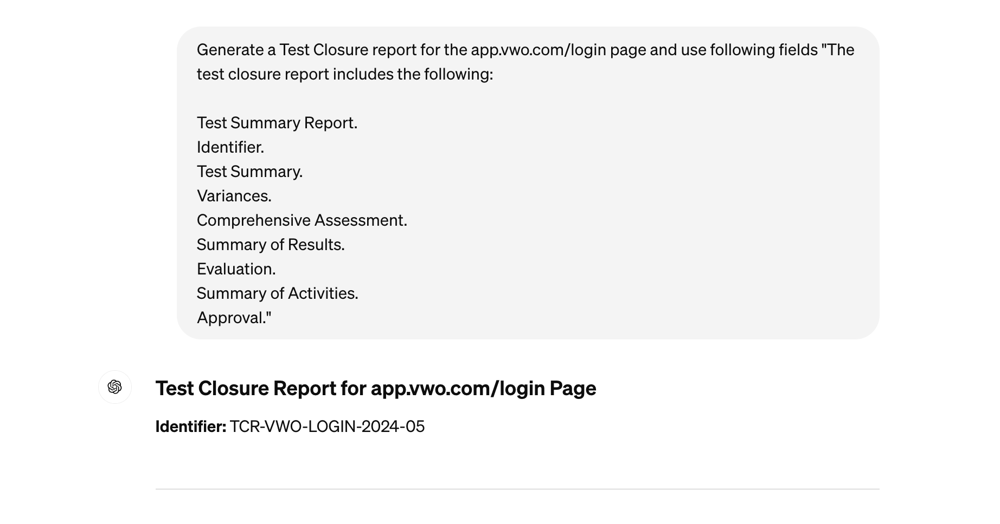 Generate a Test Closure report for the app.vwo.com/login page and use following fields "The
test closure report includes the following:
Test Summary Report.
Identifier.
Test Summary.
Variances.
Comprehensive Assessment.
Summary of Results.
Evaluation.
Summary of Activities.
Approval."
Test Closure Report for app.vwo.com/login Page
Identifier: TCR-VWO-LOGIN-2024-05